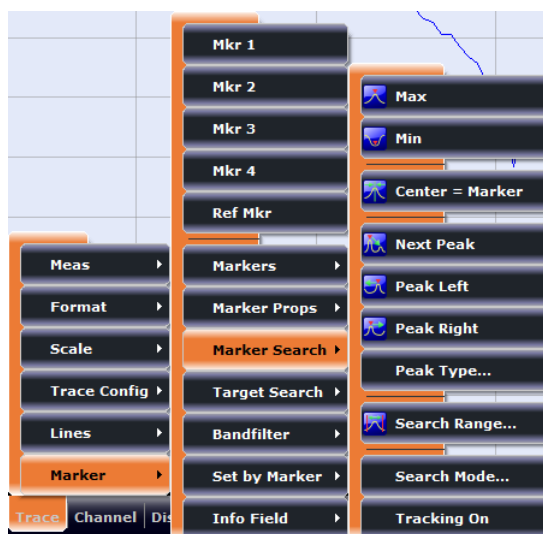 Meas
Format
Scale
Trace Config
Lines
Marker
Trace Channel
Mkr 1
Mkr 2
Mkr 3
Mkr 4
Ref Mkr
Markers
Marker Props
Marker Search
Target Search
Bandfilter
Set by Marker
Info Field
Max
Min
Center = Marker
Next Peak
Peak Left
Peak Right
Peak Type...
Search Range...
Search Mode...
Tracking On